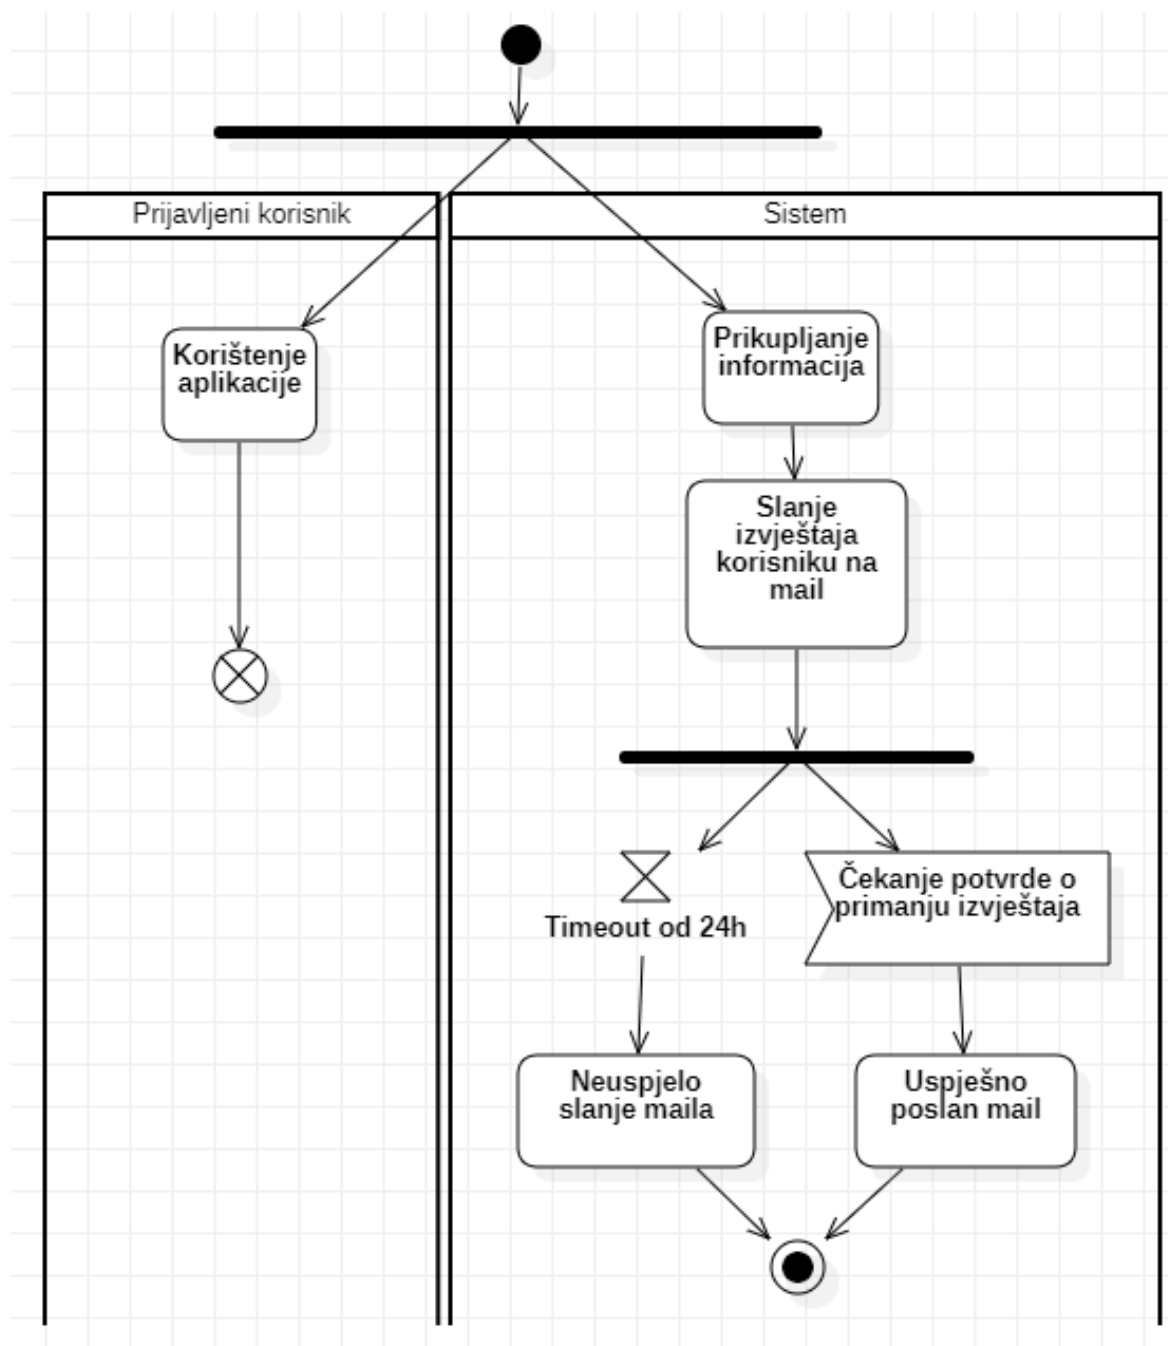 Prijavljeni korisnik
Sistem
Korištenje
aplikacije
Prikupljanje
informacija
Slanje
izvještaja
korisniku na
mail
Timeout od 24h
Čekanje potvrde o
primanju izvještaja
Neuspjelo
slanje maila
Uspješno
poslan mail